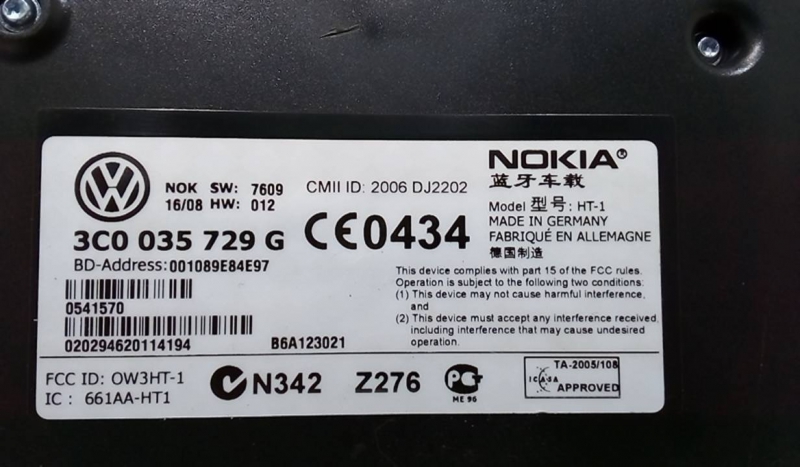 NOK SW: 7609
16/08 HW: 012
CMII ID: 2006 DJ2202
NOKIA®
蓝牙车载
Model 型号: HT-1
MADE IN GERMANY
FABRIQUÉ EN ALLEMAGNE
德国制造
3C0 035 729 G
CE0434
BD-Address:001089E84E97
0541570
020294620114194
B6A123021
This device complies with part 15 of the FCC rules.
Operation is subject to the following two conditions:
(1) This device may not cause harmful interference,
and
(2) This device must accept any interference received,
including interference that may cause undesired
operation.
FCC ID: OW3HT-1
IC : 661AA-HT1
N342
Z276
ME 96
TA-2005/108
ICASA
APPROVED